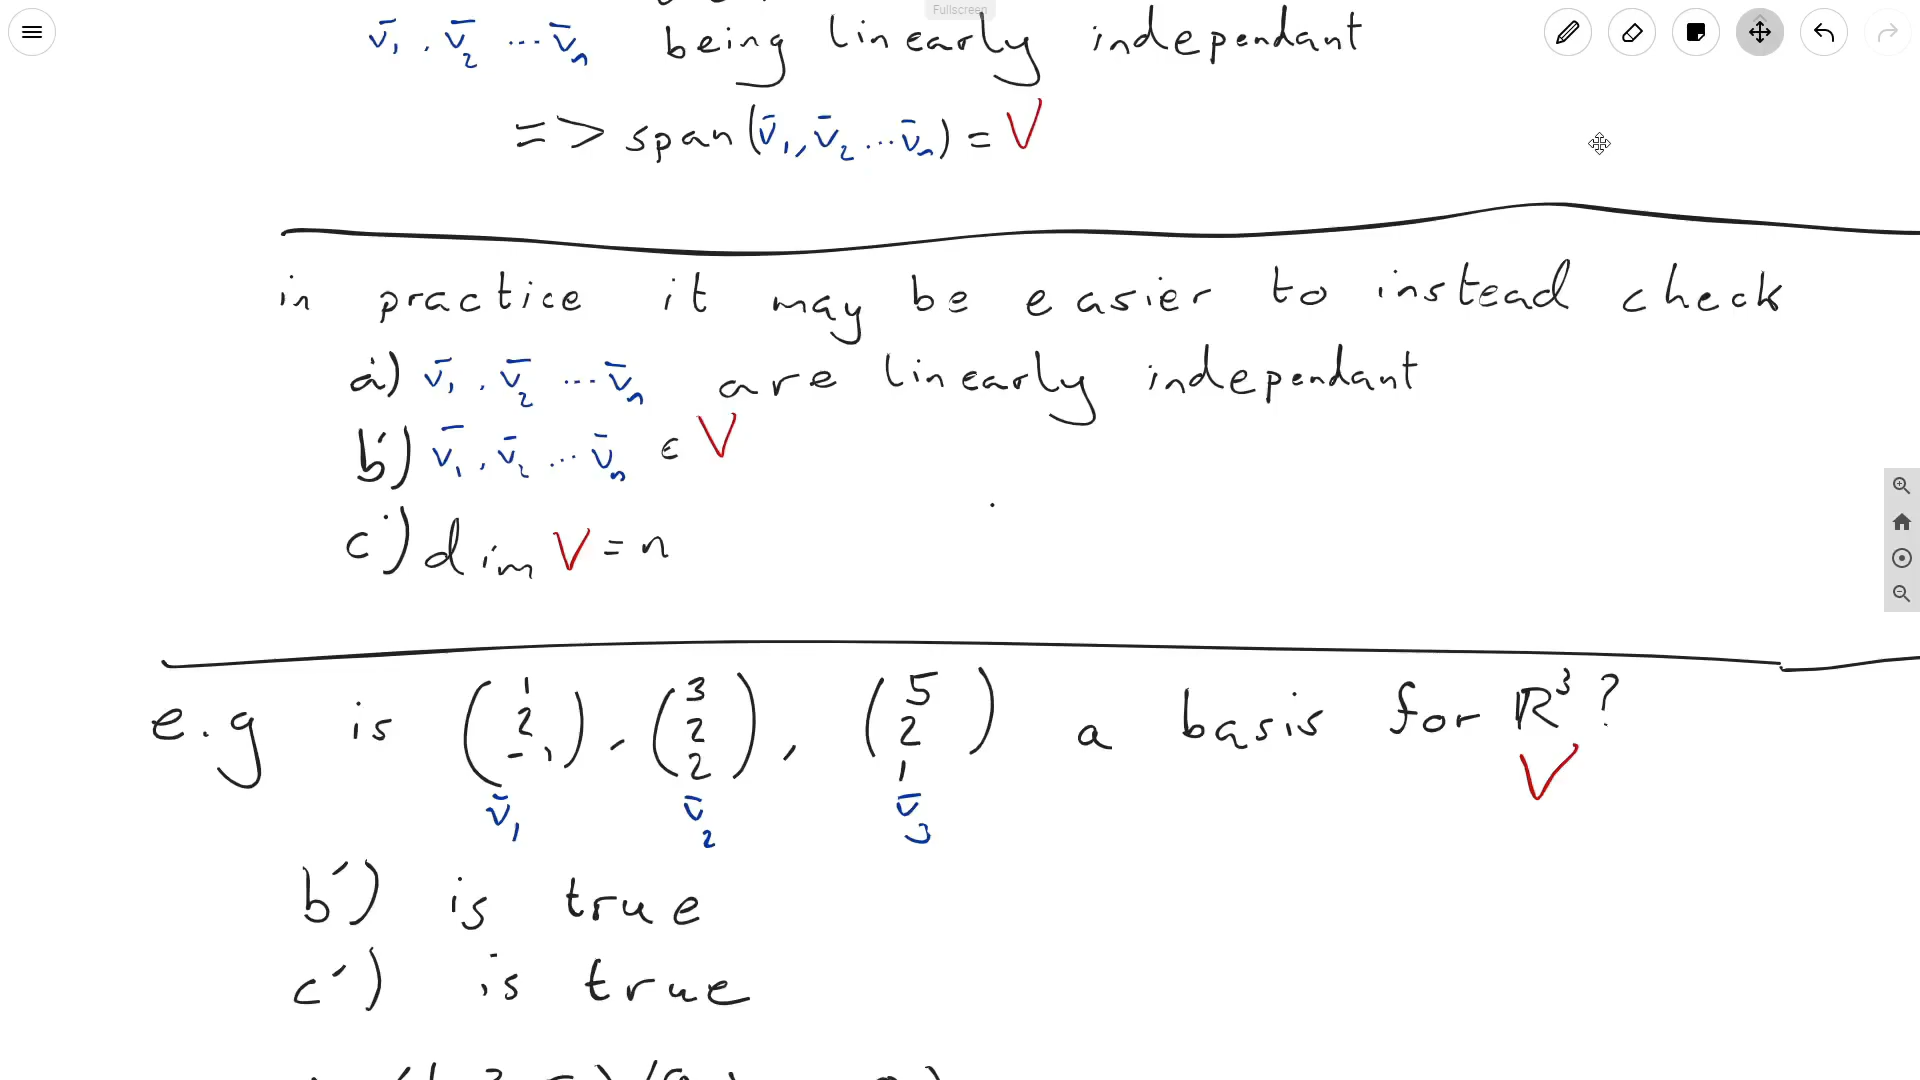 Fullscreen
v̄₁, v̄₂ ... v̄ₙ being linearly independant
=> span(v̄₁, v̄₂ ... v̄ₙ) = V
in practice it may be easier to instead check
a') v̄₁, v̄₂ ... v̄ₙ are linearly independant
b') v̄₁, v̄₂ ... v̄ₙ ∈ V
c') dim V = n
e.g is (1 2 -1), (3 2 2), (5 2 1) a basis for ℝ³?
v̄₁ v̄₂ v̄₃ V
b') is true
c') is true